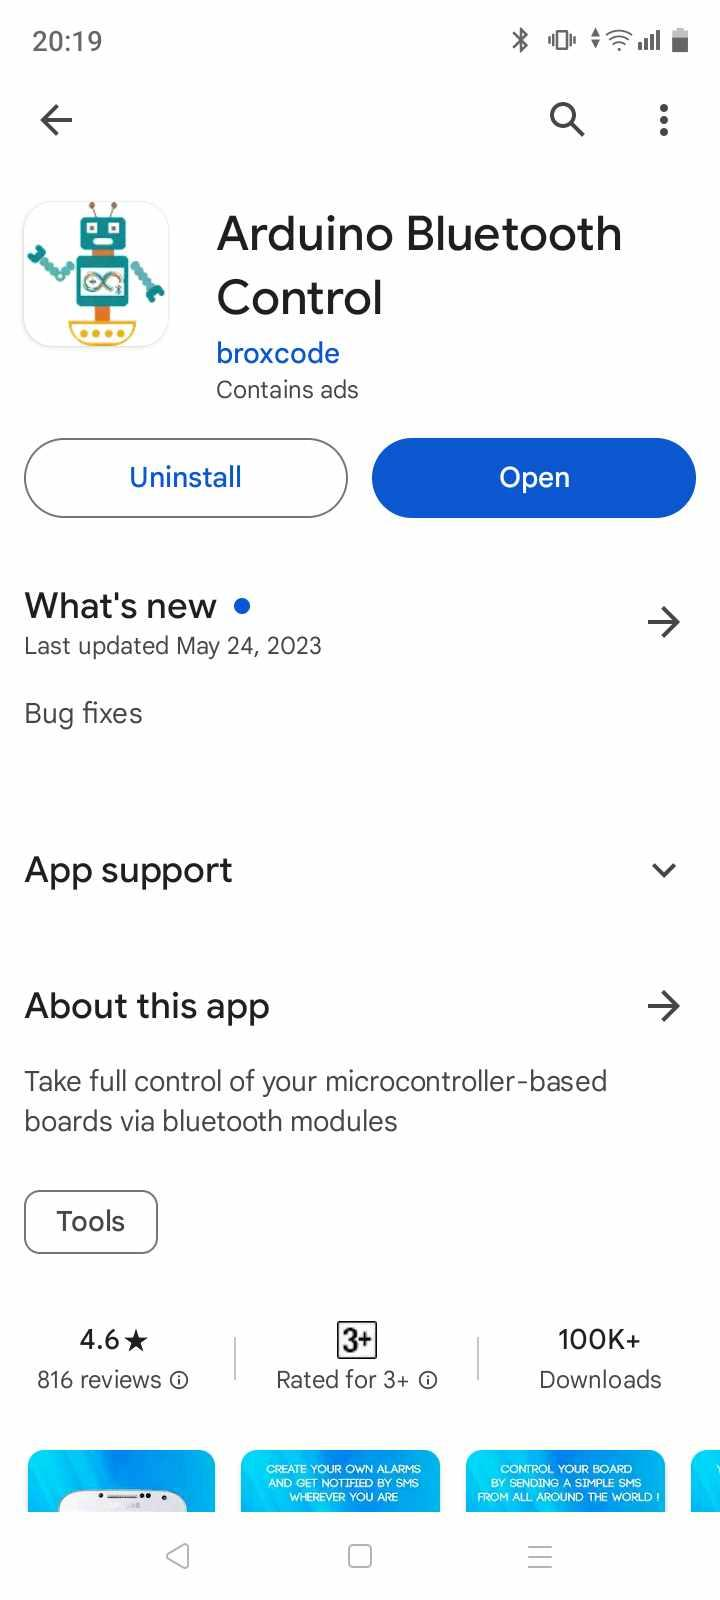 20:19
Arduino Bluetooth
Control
broxcode
Contains ads
Uninstall
Open
What's new
Last updated May 24, 2023
Bug fixes
App support
About this app
Take full control of your microcontroller-based
boards via bluetooth modules
Tools
4.6★
816 reviews
3+
Rated for 3+
100K+
Downloads
CREATE YOUR OWN ALARMS
AND GET NOTIFIED BY SMS
WHEREVER YOU ARE
CONTROL YOUR BOARD
BY SENDING A SIMPLE SMS
FROM ALL AROUND THE WORLD !